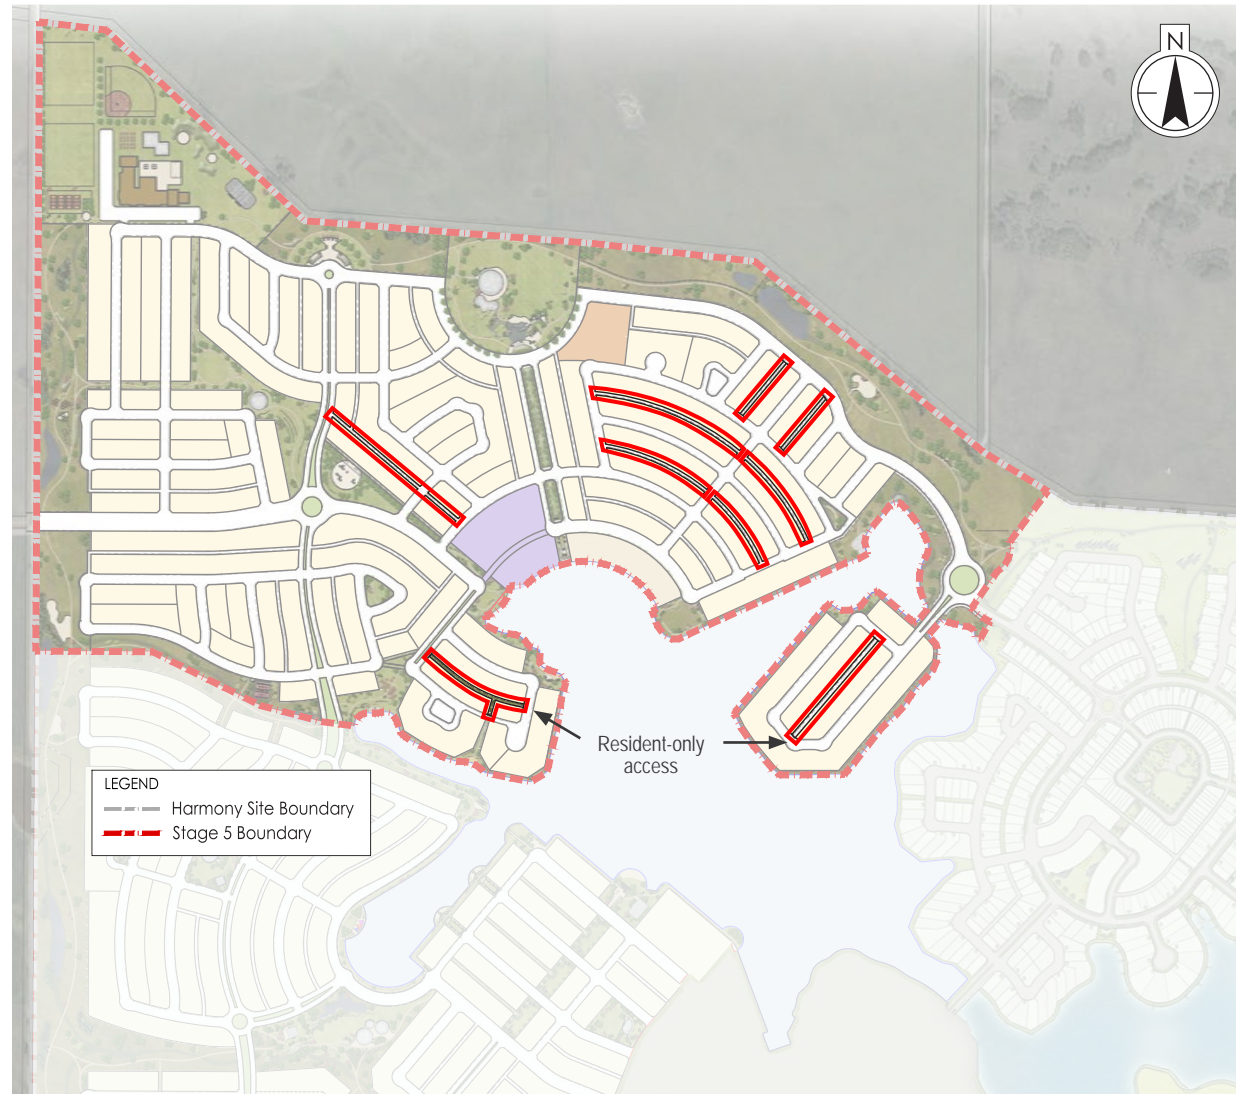 N
Resident-only
access
LEGEND
Harmony Site Boundary
Stage 5 Boundary